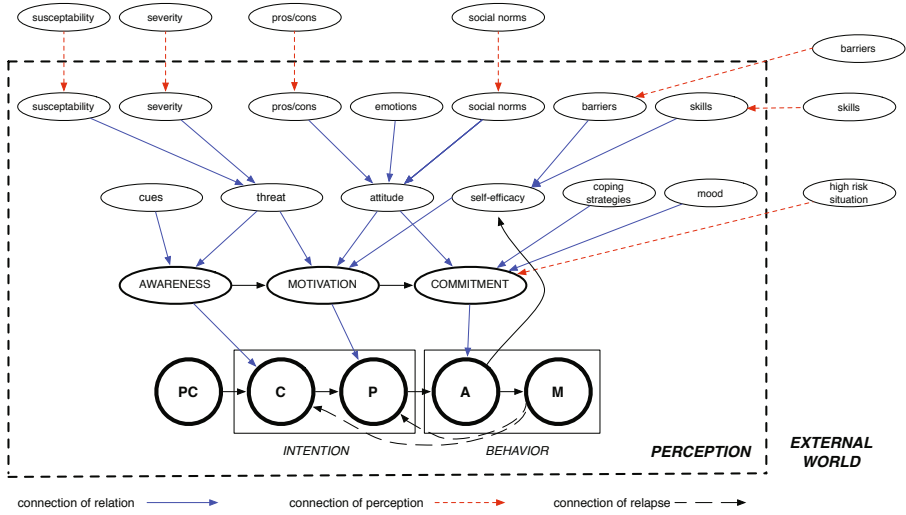 susceptability severity pros/cons social norms
barriers
susceptability severity pros/cons emotions social norms barriers skills skills
cues threat attitude self-efficacy coping strategies mood high risk situation
AWARENESS MOTIVATION COMMITMENT
PC C P A M
INTENTION BEHAVIOR PERCEPTION EXTERNAL WORLD
connection of relation connection of perception connection of relapse